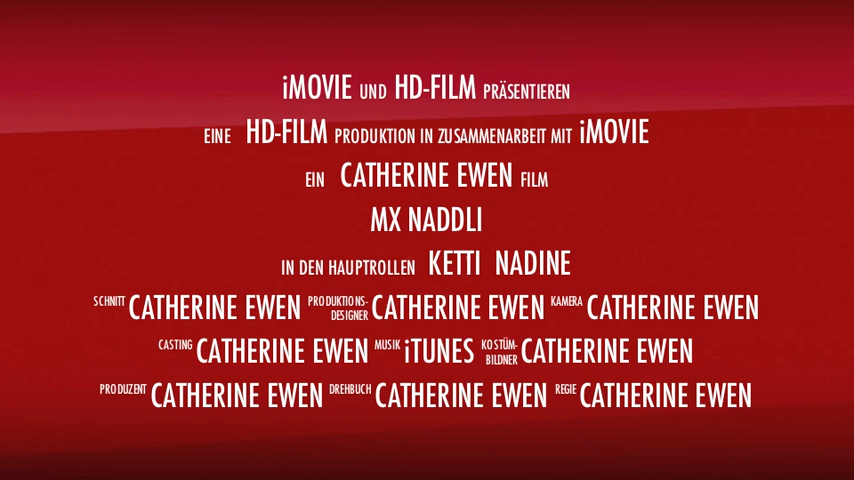 iMOVIE UND HD-FILM PRÄSENTIEREN
EINE HD-FILM PRODUKTION IN ZUSAMMENARBEIT MIT iMOVIE
EIN CATHERINE EWEN FILM
MX NADDLI
IN DEN HAUPTROLLEN KETTI NADINE
SCHNITT CATHERINE EWEN PRODUKTIONS-DESIGNER CATHERINE EWEN KAMERA CATHERINE EWEN
CASTING CATHERINE EWEN MUSIK iTUNES KOSTÜM-BILDNER CATHERINE EWEN
PRODUZENT CATHERINE EWEN DREHBUCH CATHERINE EWEN REGIE CATHERINE EWEN